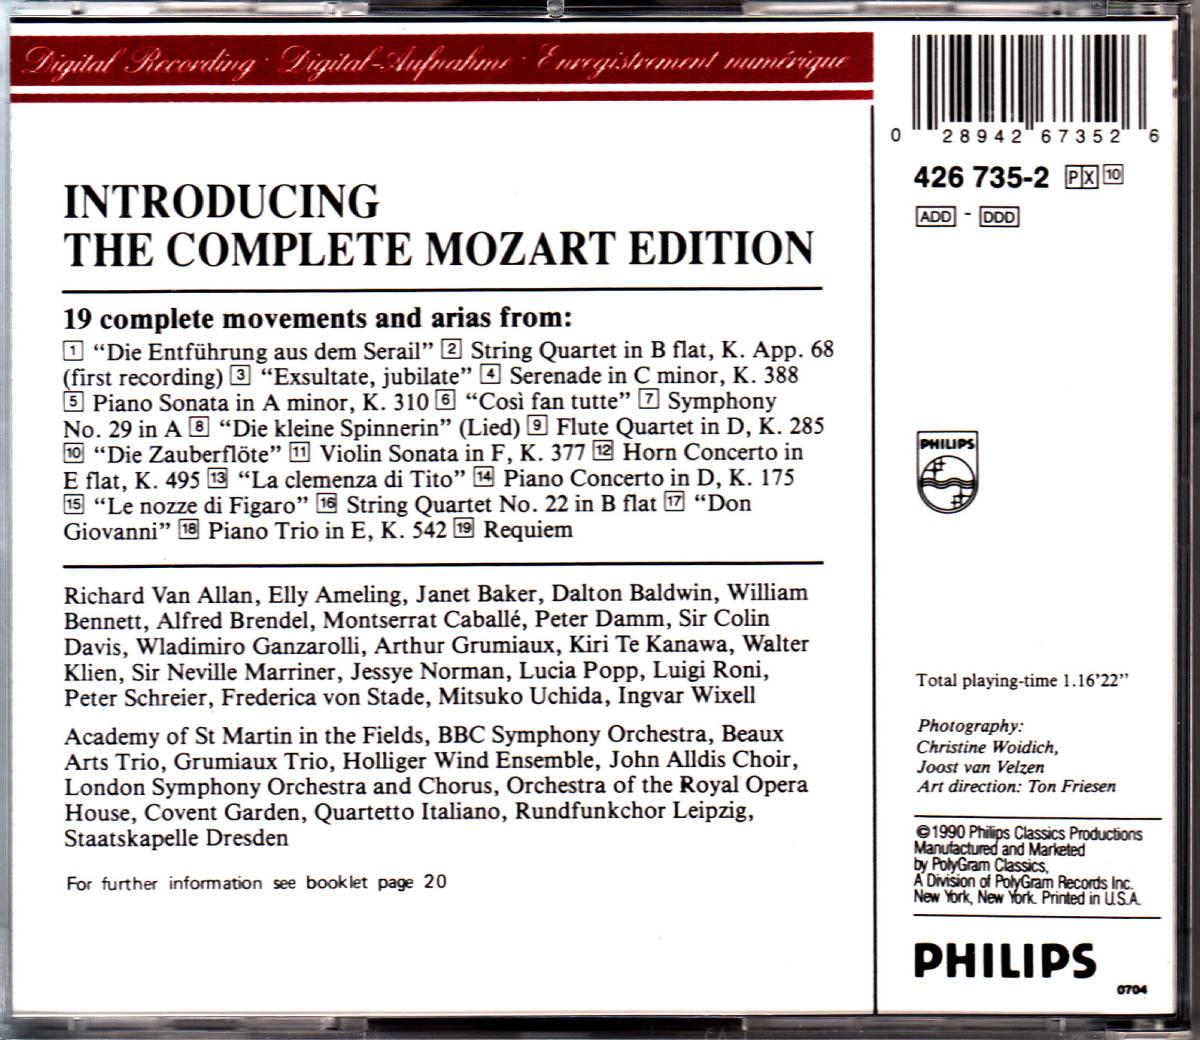 Digital Recording · Digital-Aufnahme · Enregistrement numérique
INTRODUCING
THE COMPLETE MOZART EDITION
19 complete movements and arias from:
1 “Die Entführung aus dem Serail” 2 String Quartet in B flat, K. App. 68
(first recording) 3 “Exsultate, jubilate” 4 Serenade in C minor, K. 388
5 Piano Sonata in A minor, K. 310 6 “Così fan tutte” 7 Symphony
No. 29 in A 8 “Die kleine Spinnerin” (Lied) 9 Flute Quartet in D, K. 285
10 “Die Zauberflöte” 11 Violin Sonata in F, K. 377 12 Horn Concerto in
E flat, K. 495 13 “La clemenza di Tito” 14 Piano Concerto in D, K. 175
15 “Le nozze di Figaro” 16 String Quartet No. 22 in B flat 17 “Don
Giovanni” 18 Piano Trio in E, K. 542 19 Requiem
Richard Van Allan, Elly Ameling, Janet Baker, Dalton Baldwin, William
Bennett, Alfred Brendel, Montserrat Caballé, Peter Damm, Sir Colin
Davis, Wladimiro Ganzarolli, Arthur Grumiaux, Kiri Te Kanawa, Walter
Klien, Sir Neville Marriner, Jessye Norman, Lucia Popp, Luigi Roni,
Peter Schreier, Frederica von Stade, Mitsuko Uchida, Ingvar Wixell
Academy of St Martin in the Fields, BBC Symphony Orchestra, Beaux
Arts Trio, Grumiaux Trio, Holliger Wind Ensemble, John Alldis Choir,
London Symphony Orchestra and Chorus, Orchestra of the Royal Opera
House, Covent Garden, Quartetto Italiano, Rundfunkchor Leipzig,
Staatskapelle Dresden
For further information see booklet page 20
0 28942 67352 6
426 735-2 PX 10
ADD - DDD
PHILIPS
Total playing-time 1.16’22”
Photography:
Christine Woidich,
Joost van Velzen
Art direction: Ton Friesen
©1990 Philips Classics Productions
Manufactured and Marketed
by PolyGram Classics,
A Division of PolyGram Records Inc.
New York, New York. Printed in U.S.A.
PHILIPS
0704